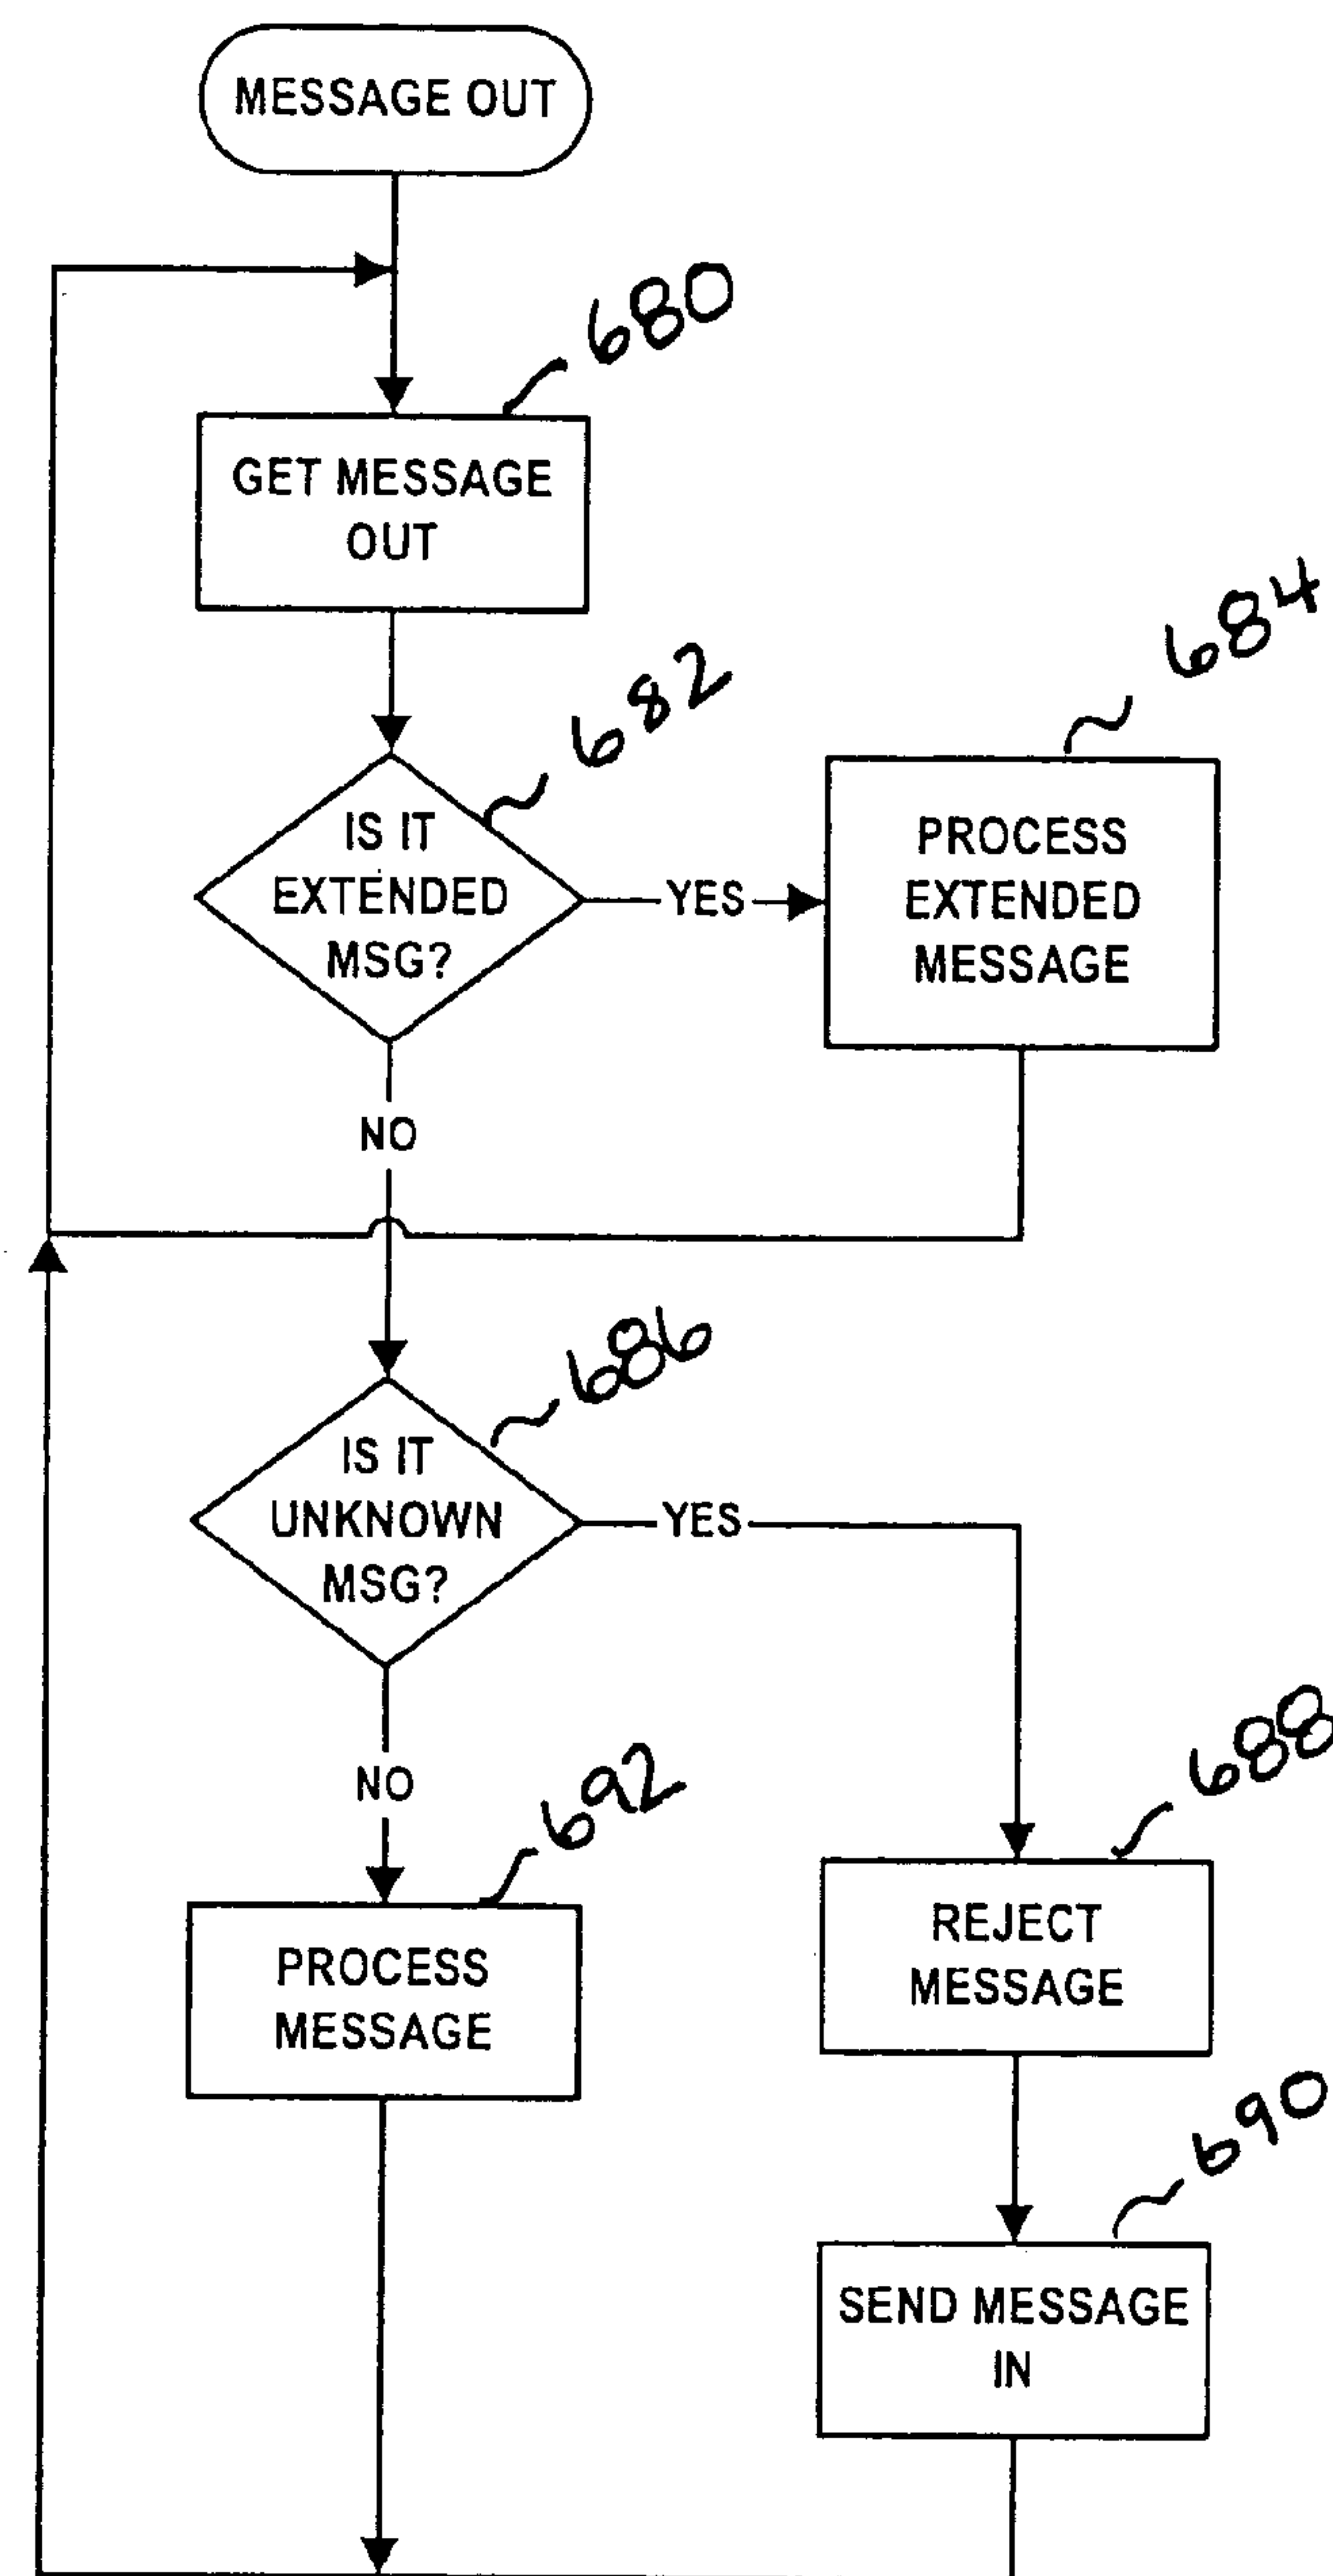 MESSAGE OUT
680
GET MESSAGE
OUT
682
684
IS IT
EXTENDED
MSG?
YES
PROCESS
EXTENDED
MESSAGE
NO
686
IS IT
UNKNOWN
MSG?
YES
688
NO
692
PROCESS
MESSAGE
REJECT
MESSAGE
690
SEND MESSAGE
IN